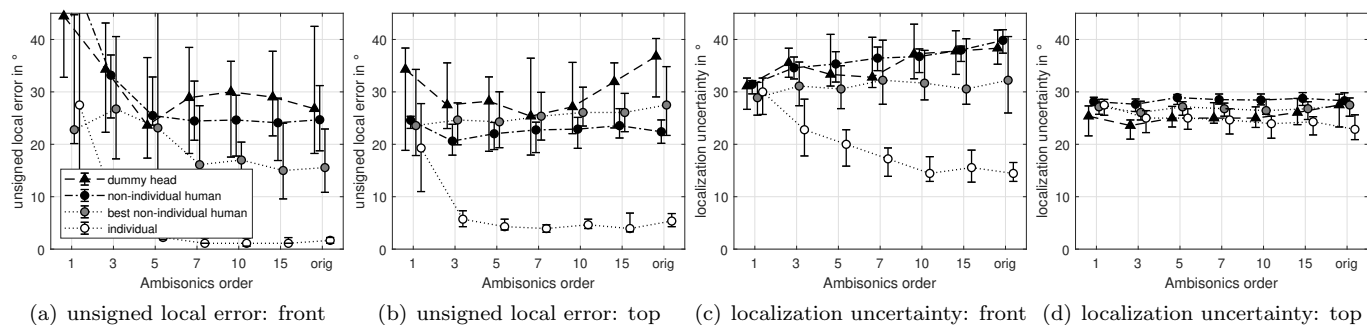 unsigned local error in °
40
30
20
10
0
dummy head
non-individual human
best non-individual human
individual
1 3 5 7 10 15 orig
Ambisonics order
(a) unsigned local error: front
unsigned local error in °
40
30
20
10
0
1 3 5 7 10 15 orig
Ambisonics order
(b) unsigned local error: top
localization uncertainty in °
40
30
20
10
0
1 3 5 7 10 15 orig
Ambisonics order
(c) localization uncertainty: front
localization uncertainty in °
40
30
20
10
0
1 3 5 7 10 15 orig
Ambisonics order
(d) localization uncertainty: top